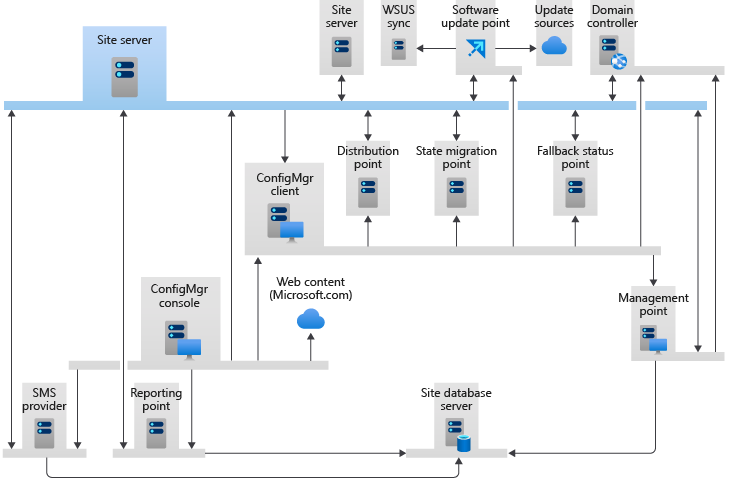 Site server
Site
server
WSUS
sync
Software
update point
Update
sources
Domain
controller
Distribution
point
State migration
point
Fallback status
point
ConfigMgr
client
ConfigMgr
console
Web content
(Microsoft.com)
Management
point
SMS
provider
Reporting
point
Site database
server